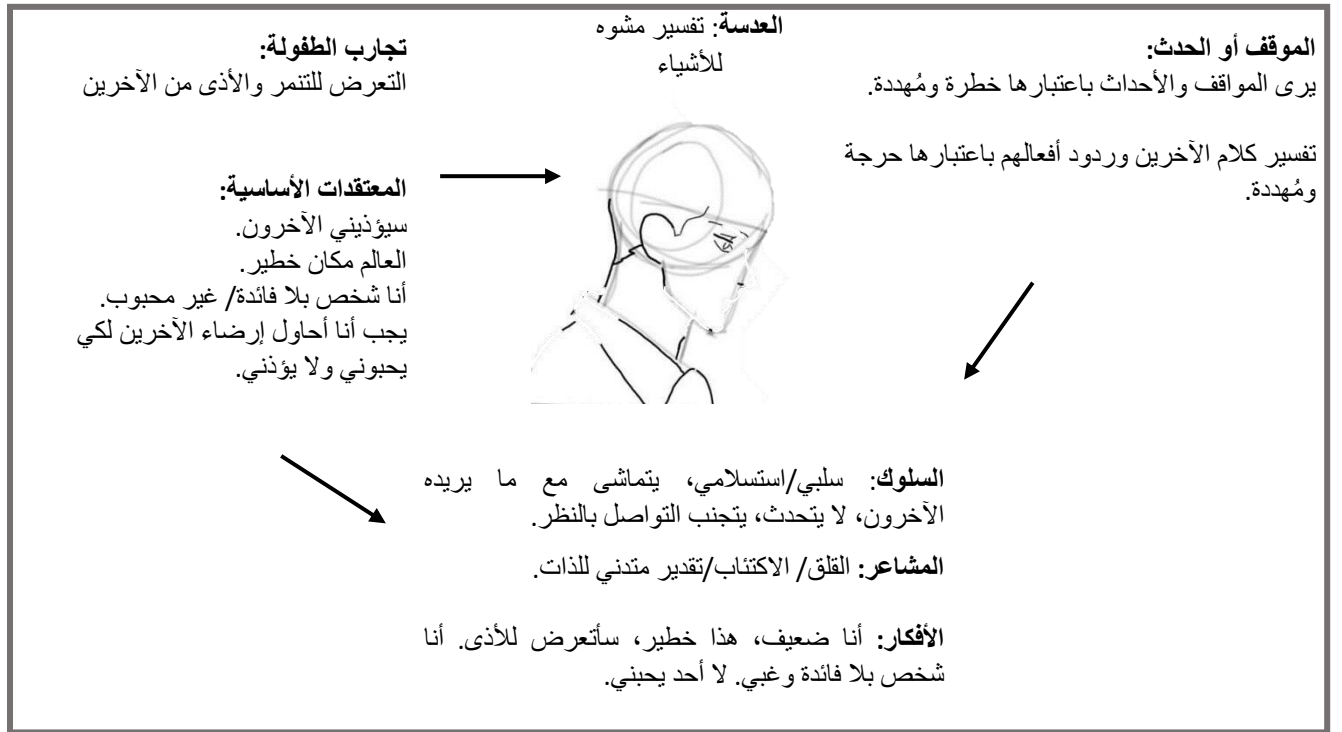 الموقف أو الحدث:
يرى المواقف والأحداث باعتبارها خطرة ومُهددة.
تفسير كلام الآخرين وردود أفعالهم باعتبارها حرجة
ومُهددة.
العدسة: تفسير مشوه
للأشياء
تجارب الطفولة:
التعرض للتنمر والأذى من الآخرين
المعتقدات الأساسية:
سيؤذيني الآخرون.
العالم مكان خطير.
أنا شخص بلا فائدة/ غير محبوب.
يجب أنا أحاول إرضاء الآخرين لكي
يحبوني ولا يؤذني.
السلوك: سلبي/استسلامي، يتماشى مع ما يريده
الآخرون، لا يتحدث، يتجنب التواصل بالنظر.
المشاعر: القلق/ الاكتئاب/تقدير متدني للذات.
الأفكار: أنا ضعيف، هذا خطير، سأتعرض للأذى. أنا
شخص بلا فائدة وغبي. لا أحد يحبني.